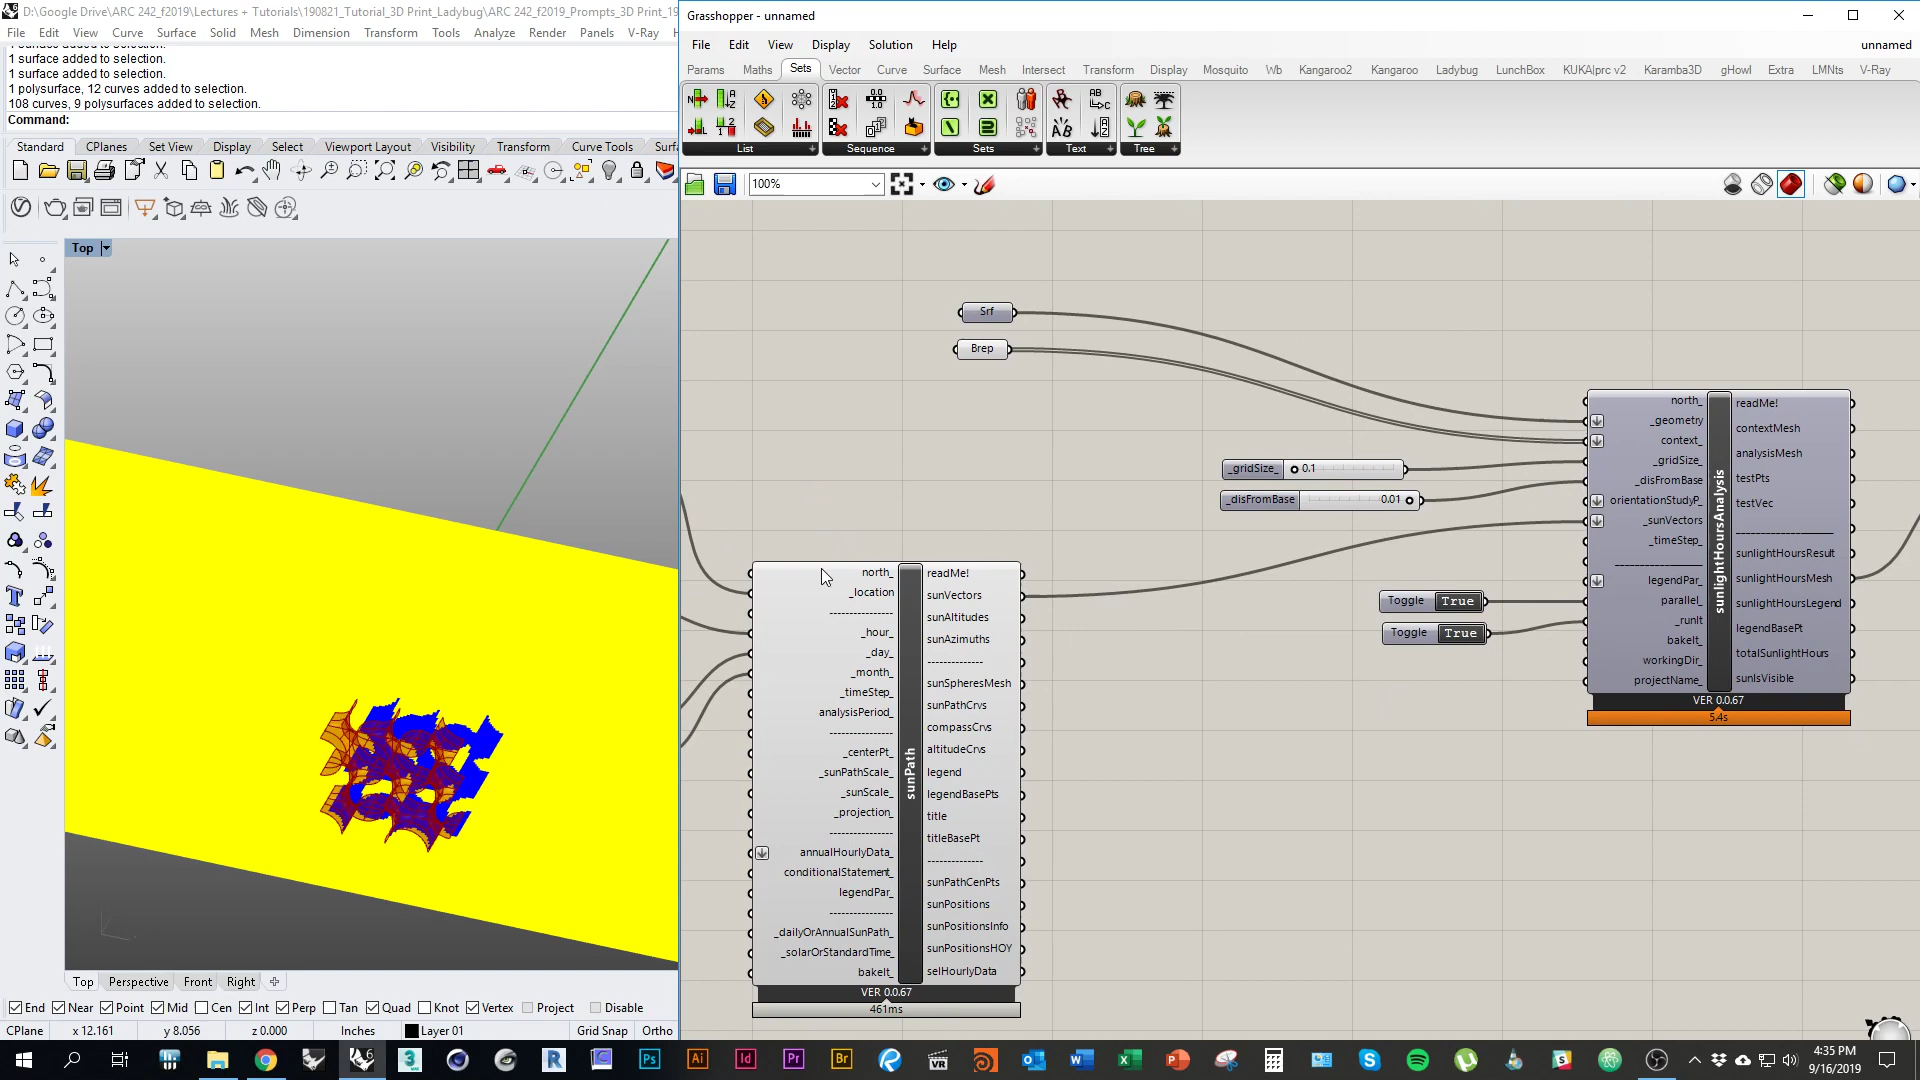 D:\Google Drive\ARC 242_f2019\Lectures + Tutorials\190821_Tutorial_3D Print_Ladybug\ARC 242_f2019_Prompts_3D Print_19
File Edit View Curve Surface Solid Mesh Dimension Transform Tools Analyze Render Panels V-Ray
1 surface added to selection.
1 surface added to selection.
1 polysurface, 12 curves added to selection.
108 curves, 9 polysurfaces added to selection.
Command:
Standard CPlanes Set View Display Select Viewport Layout Visibility Transform Curve Tools Surf
Top
Top Perspective Front Right
End Near Point Mid Cen Int Perp Tan Quad Knot Vertex Project Disable
CPlane x 12.161 y 8.056 z 0.000 Inches Layer 01 Grid Snap Ortho
Grasshopper - unnamed
File Edit View Display Solution Help unnamed
Params Maths Sets Vector Curve Surface Mesh Intersect Transform Display Mosquito Wb Kangaroo2 Kangaroo Ladybug LunchBox KUKA|prc v2 Karamba3D gHowl Extra LMNts V-Ray
List Sequence Sets Text Tree
100%
Srf
Brep
_gridSize_ 0.1
_disFromBase 0.01
Toggle True
Toggle True
north_
_location
----------------
_hour_
_day_
_month_
_timeStep_
analysisPeriod_
----------------
_centerPt_
_sunPathScale_
_sunScale_
_projection_
----------------
annualHourlyData_
conditionalStatement_
legendPar_
----------------
_dailyOrAnnualSunPath_
_solarOrStandardTime_
bakeIt_
sunPath
readMe!
sunVectors
sunAltitudes
sunAzimuths
--------------
sunSpheresMesh
sunPathCrvs
compassCrvs
altitudeCrvs
legend
legendBasePts
title
titleBasePt
--------------
sunPathCenPts
sunPositions
sunPositionsInfo
sunPositionsHOY
selHourlyData
VER 0.0.67
461ms
north_
_geometry
context_
_gridSize_
_disFromBase
orientationStudyP_
_sunVectors
_timeStep_
legendPar_
parallel_
_runIt
bakeIt_
workingDir_
projectName_
sunlightHoursAnalysis
readMe!
contextMesh
analysisMesh
testPts
testVec
sunlightHoursResult
sunlightHoursMesh
sunlightHoursLegend
legendBasePt
totalSunlightHours
sunIsVisible
VER 0.0.67
5.4s
4:35 PM
9/16/2019